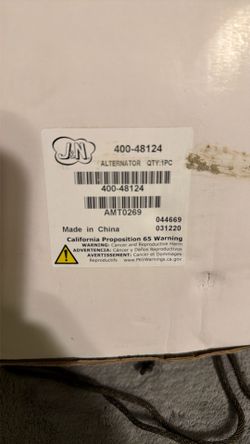 J&N
400-48124
ALTERNATOR QTY:1PC
400-48124
AMT0269
044669
Made in China 031220
California Proposition 65 Warning
WARNING: Cancer and Reproductive Harm
ADVERTENCIA: Cáncer y Daños Reproductivos
AVERTISSEMENT: Cancer et Dommages
Reproductifs www.P65Warnings.ca.gov